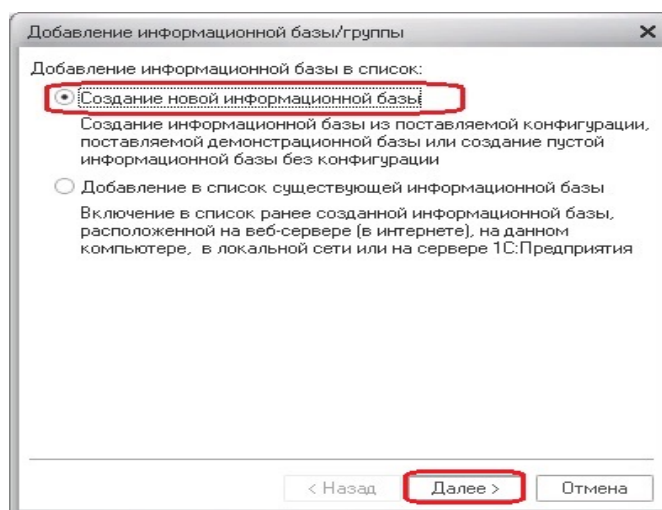 Добавление информационной базы/группы
Добавление информационной базы в список:
Создание новой информационной базы
Создание информационной базы из поставляемой конфигурации,
поставляемой демонстрационной базы или создание пустой
информационной базы без конфигурации
Добавление в список существующей информационной базы
Включение в список ранее созданной информационной базы,
расположенной на веб-сервере (в интернете), на данном
компьютере, в локальной сети или на сервере 1С:Предприятия
< Назад Далее > Отмена